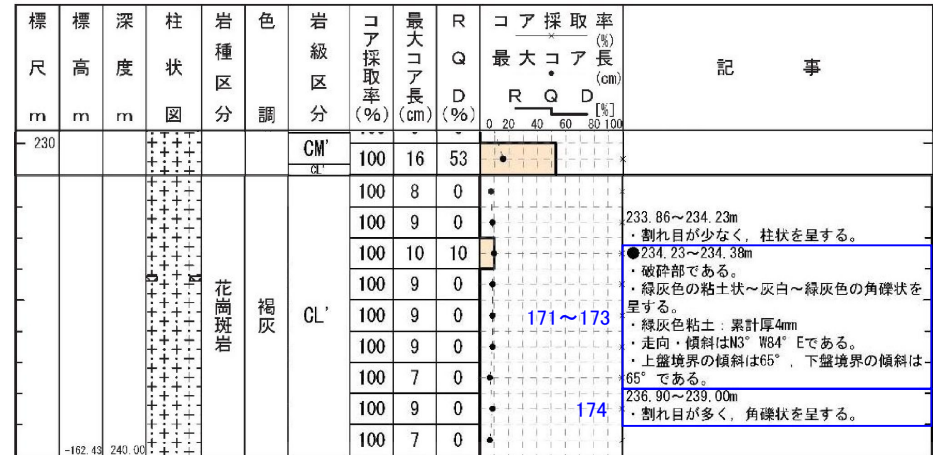 標尺m
標高m
深度m
柱状図
岩種区分
色調
岩級区分
コア採取率(%)
最大コア長(cm)
RQD(%)
コア採取率(%)
最大コア長(cm)
RQD[%]
0 20 40 60 80 100
記事
230
CM'
CL'
100 16 53
100 8 0
100 9 0
100 10 10
100 9 0
100 9 0
100 9 0
100 7 0
100 9 0
100 7 0
花崗斑岩
褐灰
CL'
233.86~234.23m
・割れ目が少なく,柱状を呈する。
●234.23~234.38m
・破砕部である。
・緑灰色の粘土状~灰白~緑灰色の角礫状を
呈する。
・緑灰色粘土:累計厚4mm
・走向・傾斜はN3°W84°Eである。
・上盤境界の傾斜は65°,下盤境界の傾斜は
65°である。
171~173
236.90~239.00m
・割れ目が多く,角礫状を呈する。
174
-162.43 240.00